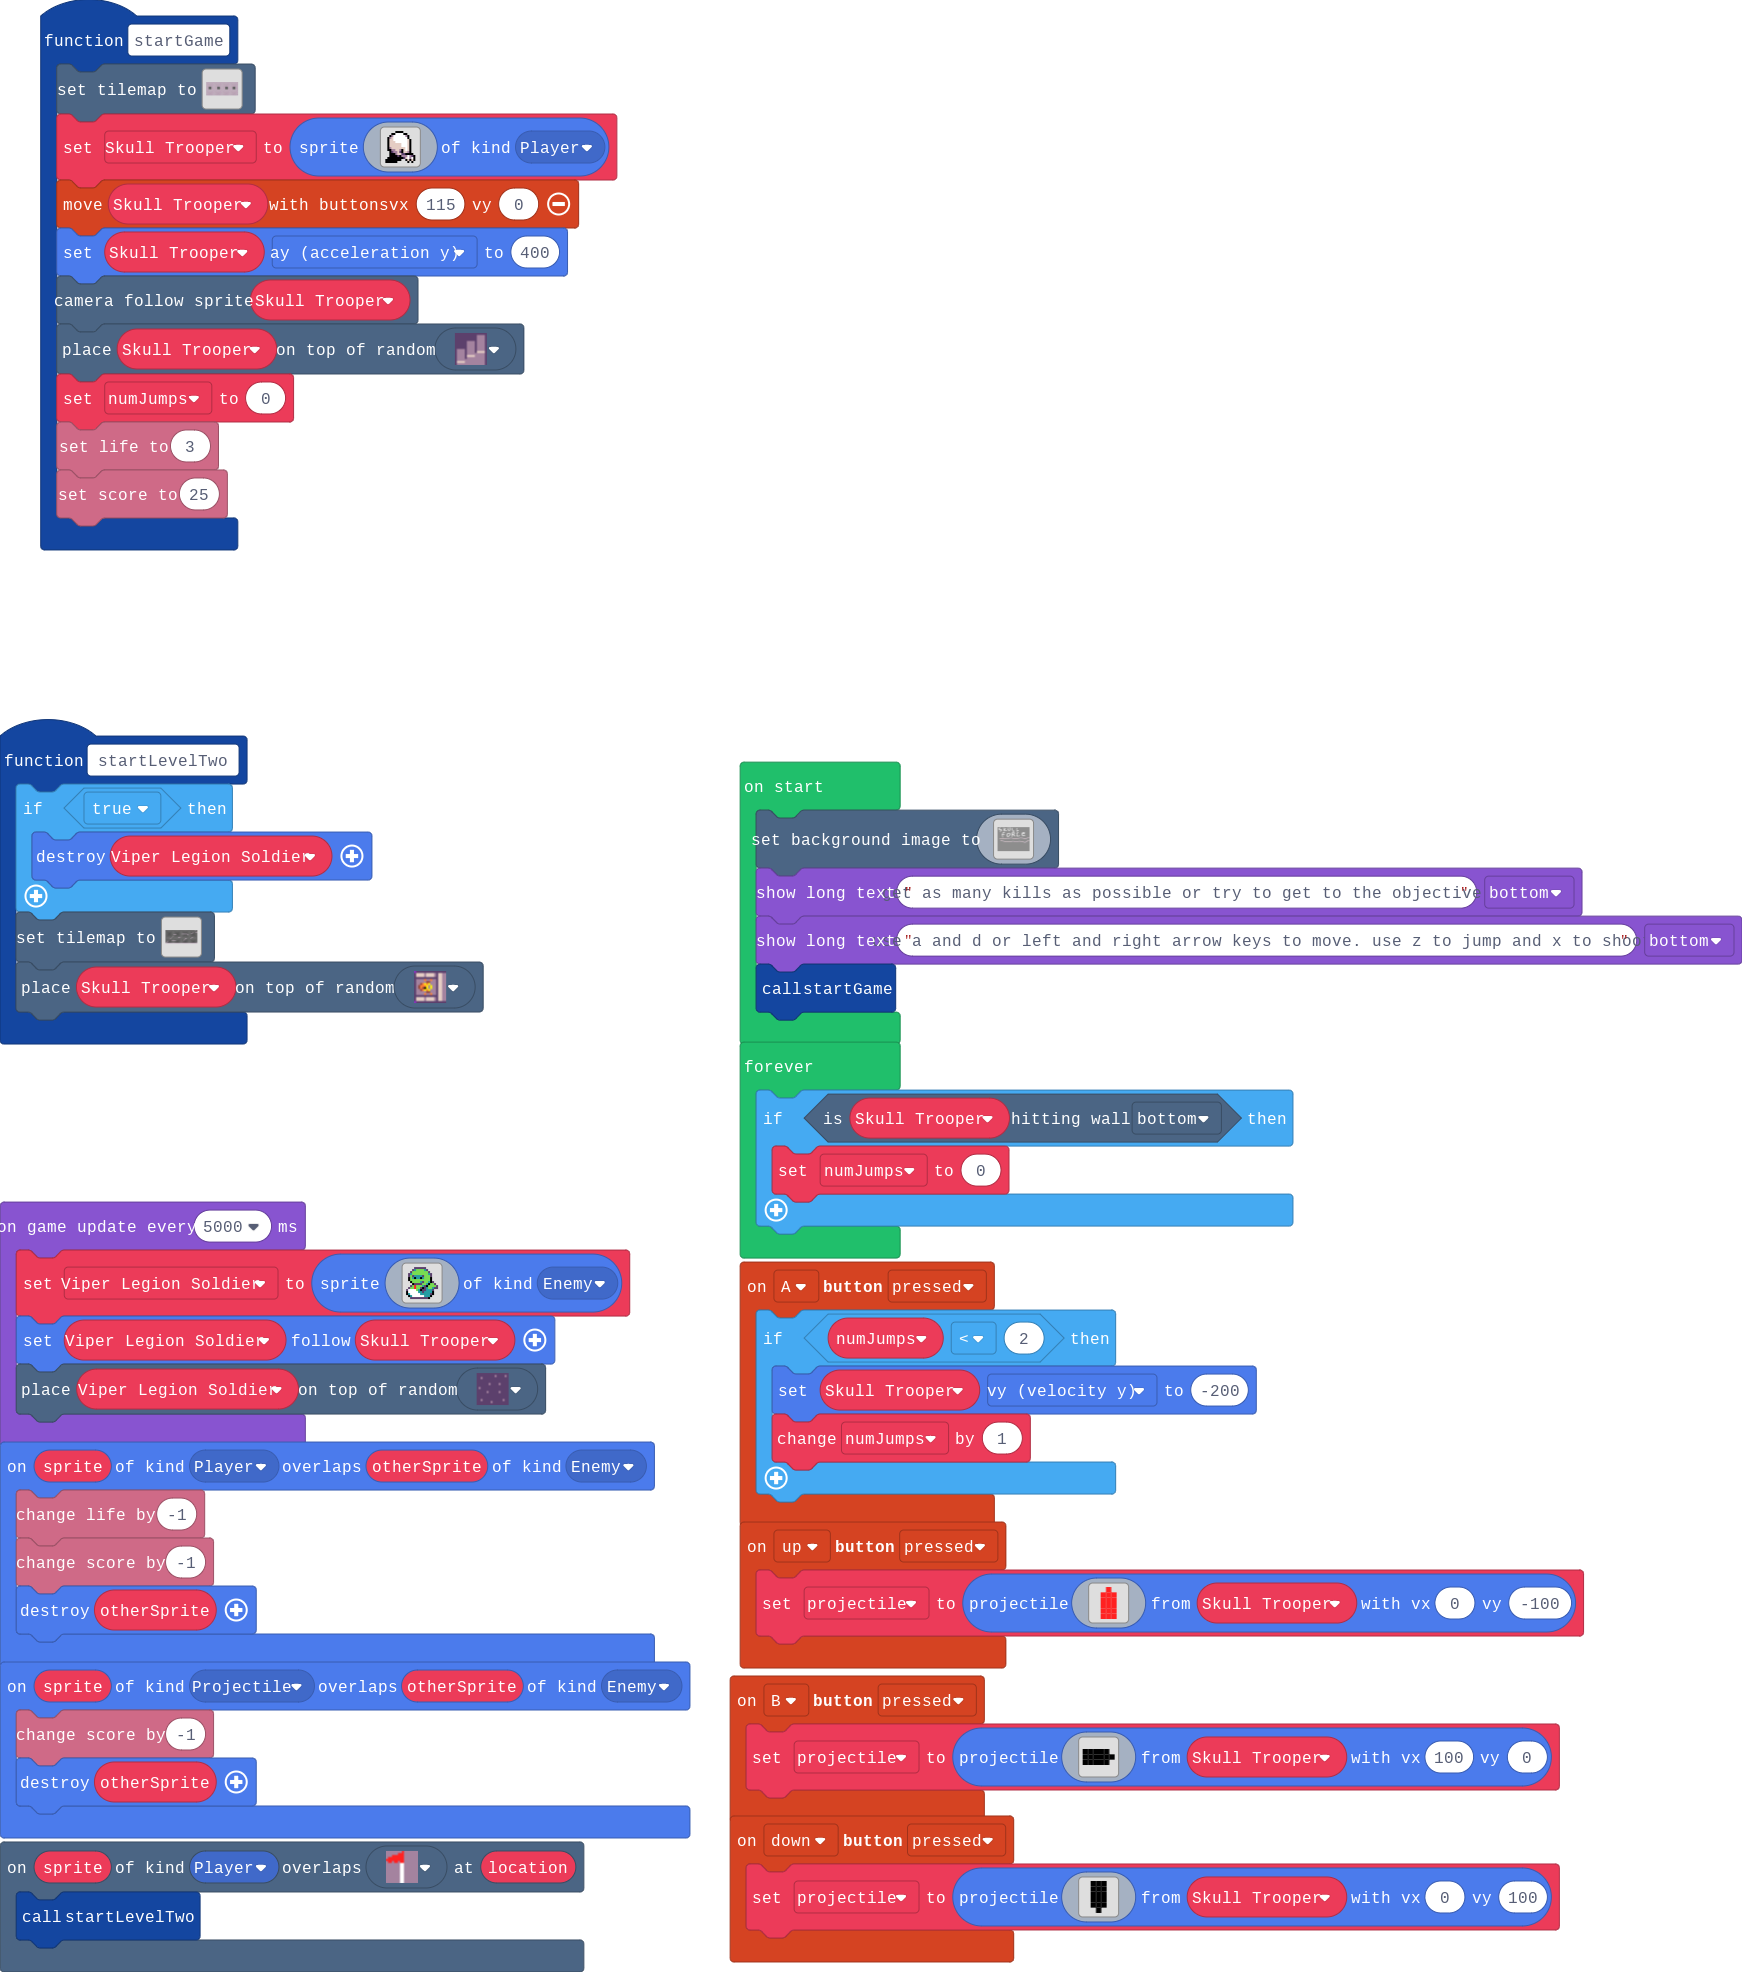 function startGame
set tilemap to
set Skull Trooper to sprite of kind Player
move Skull Trooper with buttons vx 115 vy 0
set Skull Trooper ay (acceleration y) to 400
camera follow sprite Skull Trooper
place Skull Trooper on top of random
set numJumps to 0
set life to 3
set score to 25
function startLevelTwo
if true then
destroy Viper Legion Soldier
set tilemap to
place Skull Trooper on top of random
on start
set background image to
show long text "get as many kills as possible or try to get to the objective" bottom
show long text "a and d or left and right arrow keys to move. use z to jump and x to shoo" bottom
call startGame
forever
if is Skull Trooper hitting wall bottom then
set numJumps to 0
on game update every 5000 ms
set Viper Legion Soldier to sprite of kind Enemy
set Viper Legion Soldier follow Skull Trooper
place Viper Legion Soldier on top of random
on sprite of kind Player overlaps otherSprite of kind Enemy
change life by -1
change score by -1
destroy otherSprite
on sprite of kind Projectile overlaps otherSprite of kind Enemy
change score by -1
destroy otherSprite
on sprite of kind Player overlaps at location
call startLevelTwo
on A button pressed
if numJumps < 2 then
set Skull Trooper vy (velocity y) to -200
change numJumps by 1
on up button pressed
set projectile to projectile from Skull Trooper with vx 0 vy -100
on B button pressed
set projectile to projectile from Skull Trooper with vx 100 vy 0
on down button pressed
set projectile to projectile from Skull Trooper with vx 0 vy 100